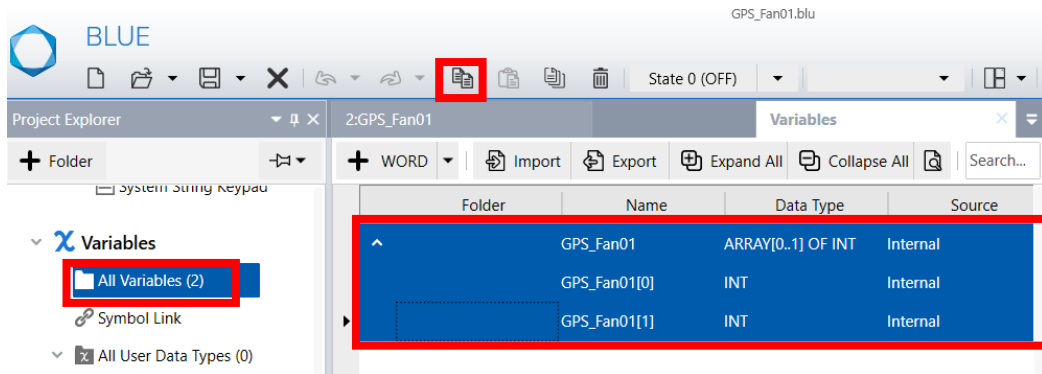 GPS_Fan01.blu
BLUE
State 0 (OFF)
Project Explorer
2:GPS_Fan01
Variables
Folder
WORD
Import
Export
Expand All
Collapse All
Search...
System String Keypad
Folder Name Data Type Source
Variables
GPS_Fan01 ARRAY[0..1] OF INT Internal
All Variables (2)
GPS_Fan01[0] INT Internal
Symbol Link
GPS_Fan01[1] INT Internal
All User Data Types (0)